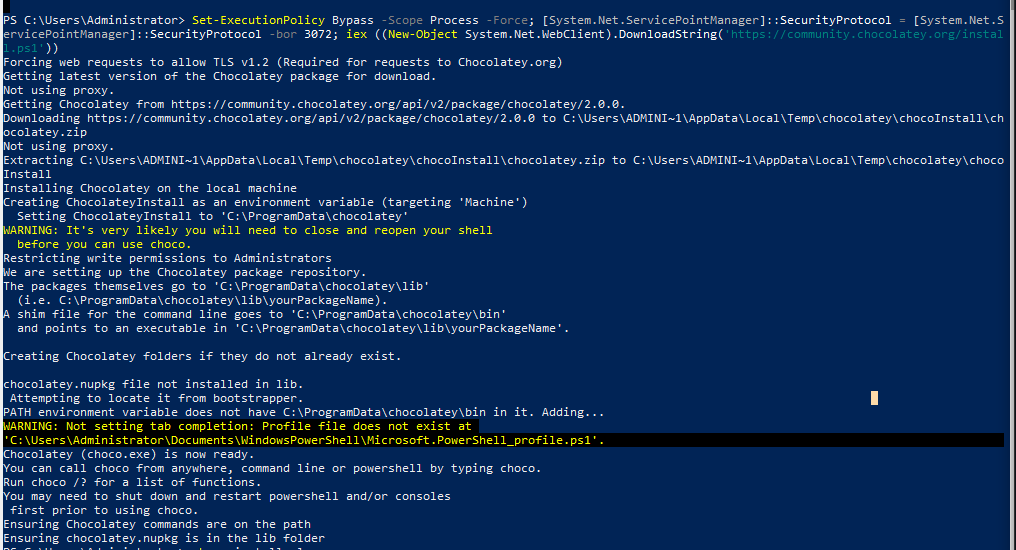 PS C:\Users\Administrator> Set-ExecutionPolicy Bypass -Scope Process -Force; [System.Net.ServicePointManager]::SecurityProtocol = [System.Net.S
ervicePointManager]::SecurityProtocol -bor 3072; iex ((New-Object System.Net.WebClient).DownloadString('https://community.chocolatey.org/instal
l.ps1'))
Forcing web requests to allow TLS v1.2 (Required for requests to Chocolatey.org)
Getting latest version of the Chocolatey package for download.
Not using proxy.
Getting Chocolatey from https://community.chocolatey.org/api/v2/package/chocolatey/2.0.0.
Downloading https://community.chocolatey.org/api/v2/package/chocolatey/2.0.0 to C:\Users\ADMINI~1\AppData\Local\Temp\chocolatey\chocoInstall\ch
ocolatey.zip
Not using proxy.
Extracting C:\Users\ADMINI~1\AppData\Local\Temp\chocolatey\chocoInstall\chocolatey.zip to C:\Users\ADMINI~1\AppData\Local\Temp\chocolatey\choco
Install
Installing Chocolatey on the local machine
Creating ChocolateyInstall as an environment variable (targeting 'Machine')
  Setting ChocolateyInstall to 'C:\ProgramData\chocolatey'
WARNING: It's very likely you will need to close and reopen your shell
  before you can use choco.
Restricting write permissions to Administrators
We are setting up the Chocolatey package repository.
The packages themselves go to 'C:\ProgramData\chocolatey\lib'
  (i.e. C:\ProgramData\chocolatey\lib\yourPackageName).
A shim file for the command line goes to 'C:\ProgramData\chocolatey\bin'
  and points to an executable in 'C:\ProgramData\chocolatey\lib\yourPackageName'.
Creating Chocolatey folders if they do not already exist.
chocolatey.nupkg file not installed in lib.
 Attempting to locate it from bootstrapper.
PATH environment variable does not have C:\ProgramData\chocolatey\bin in it. Adding...
WARNING: Not setting tab completion: Profile file does not exist at
'C:\Users\Administrator\Documents\WindowsPowerShell\Microsoft.PowerShell_profile.ps1'.
Chocolatey (choco.exe) is now ready.
You can call choco from anywhere, command line or powershell by typing choco.
Run choco /? for a list of functions.
You may need to shut down and restart powershell and/or consoles
 first prior to using choco.
Ensuring Chocolatey commands are on the path
Ensuring chocolatey.nupkg is in the lib folder